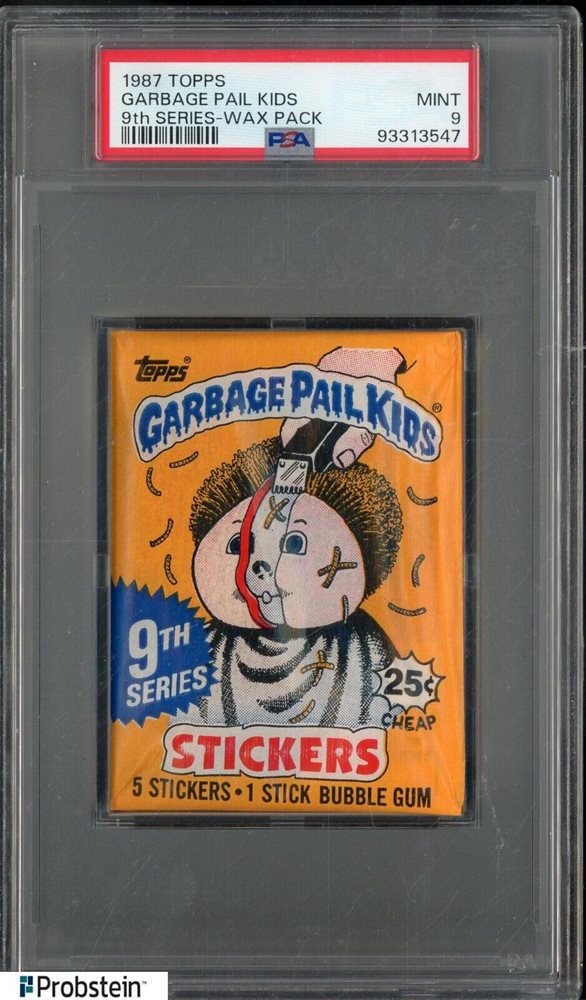 1987 TOPPS
GARBAGE PAIL KIDS MINT
9th SERIES-WAX PACK 9
PSA 93313547
Topps®
GARBAGE PAIL KIDS®
9TH
SERIES
25¢
CHEAP
STICKERS
5 STICKERS • 1 STICK BUBBLE GUM
Probstein™